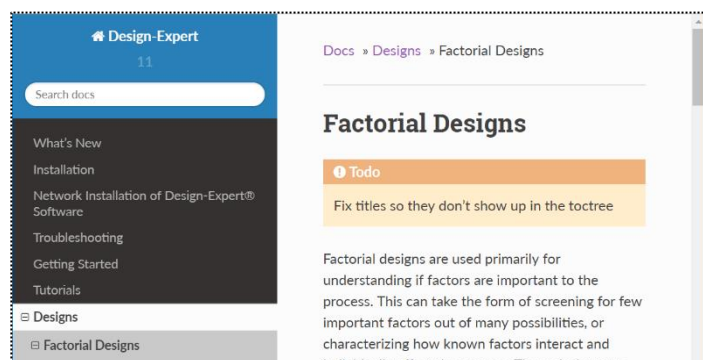 Design-Expert
11
Search docs
What's New
Installation
Network Installation of Design-Expert®
Software
Troubleshooting
Getting Started
Tutorials
Designs
Factorial Designs
Docs » Designs » Factorial Designs
Factorial Designs
Todo
Fix titles so they don't show up in the toctree
Factorial designs are used primarily for
understanding if factors are important to the
process. This can take the form of screening for few
important factors out of many possibilities, or
characterizing how known factors interact and